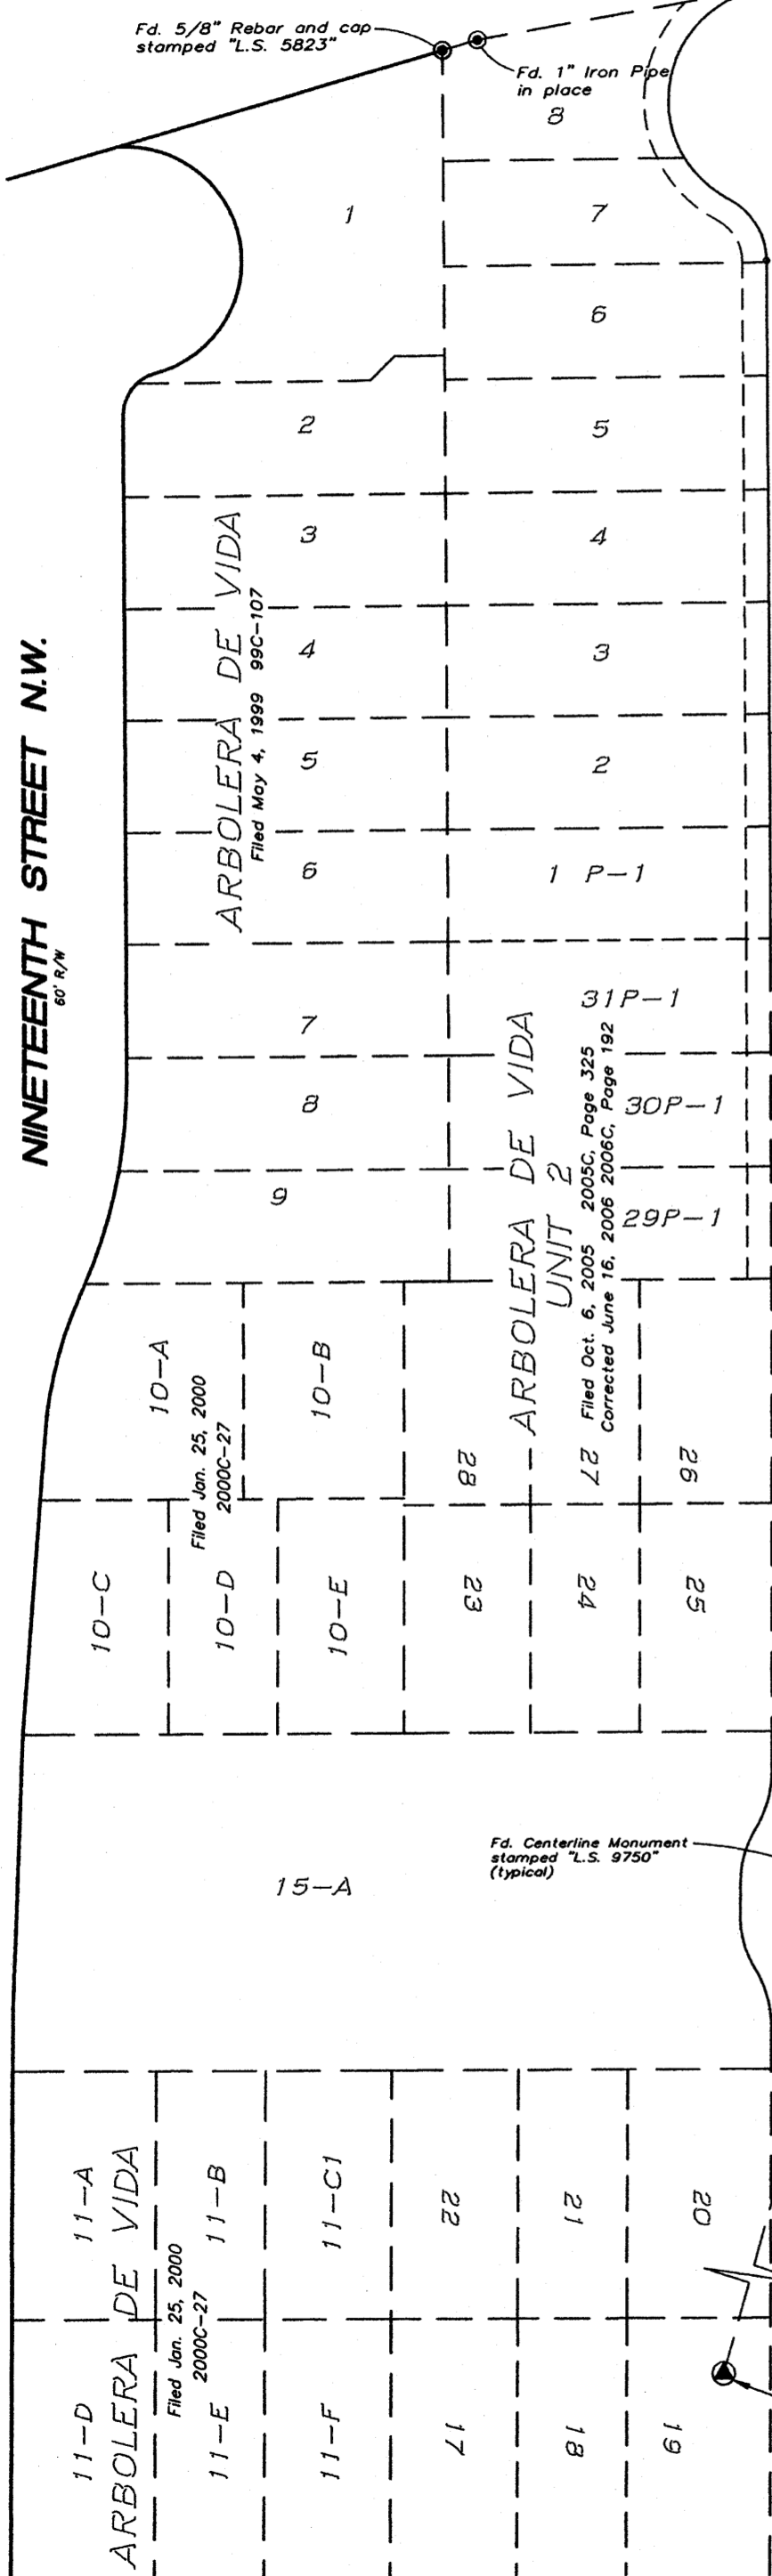 Fd. 5/8" Rebar and cap
stamped "L.S. 5823"
Fd. 1" Iron Pipe
in place
8
1
7
6
2
5
3
4
ARBOLERA DE VIDA
Filed May 4, 1999 99C-107
4
3
5
2
6
1 P-1
NINETEENTH STREET N.W.
60' R/W
7
31P-1
8
30P-1
9
29P-1
ARBOLERA DE VIDA
UNIT 2
Filed Oct. 6, 2005 2005C, Page 325
Corrected June 16, 2006 2006C, Page 192
10-A
10-B
Filed Jan. 25, 2000
2000C-27
28
27
26
10-C
10-D
10-E
23
24
25
Fd. Centerline Monument
stamped "L.S. 9750"
(typical)
15-A
11-A
11-B
11-C1
22
21
20
ARBOLERA DE VIDA
Filed Jan. 25, 2000
2000C-27
11-D
11-E
11-F
17
18
19